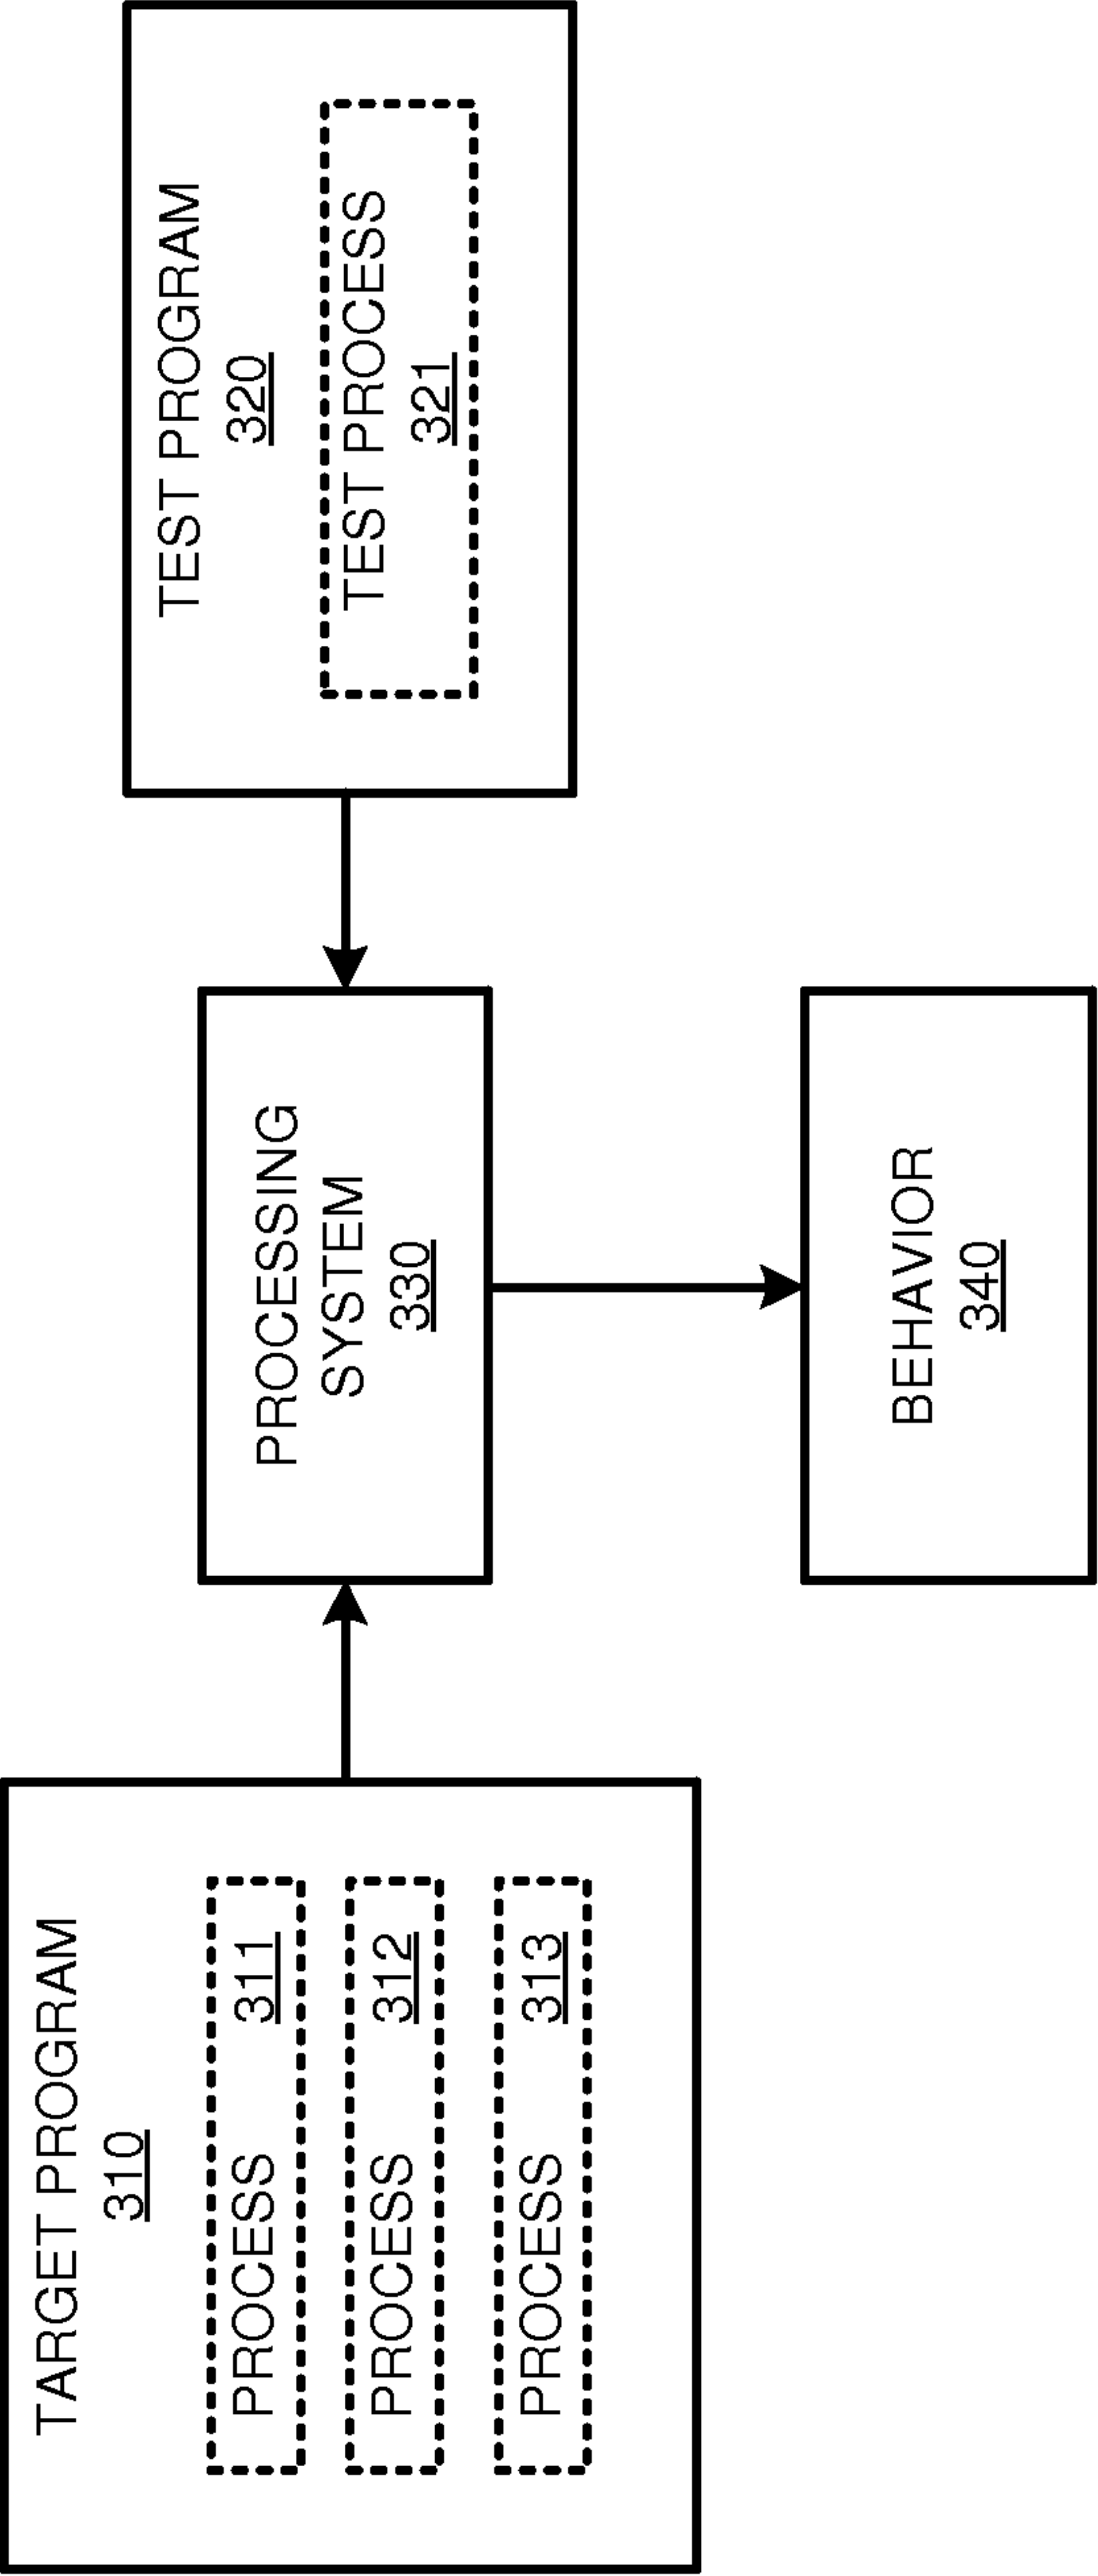 TARGET PROGRAM
310
PROCESS 311
PROCESS 312
PROCESS 313
PROCESSING
SYSTEM
330
TEST PROGRAM
320
TEST PROCESS
321
BEHAVIOR
340